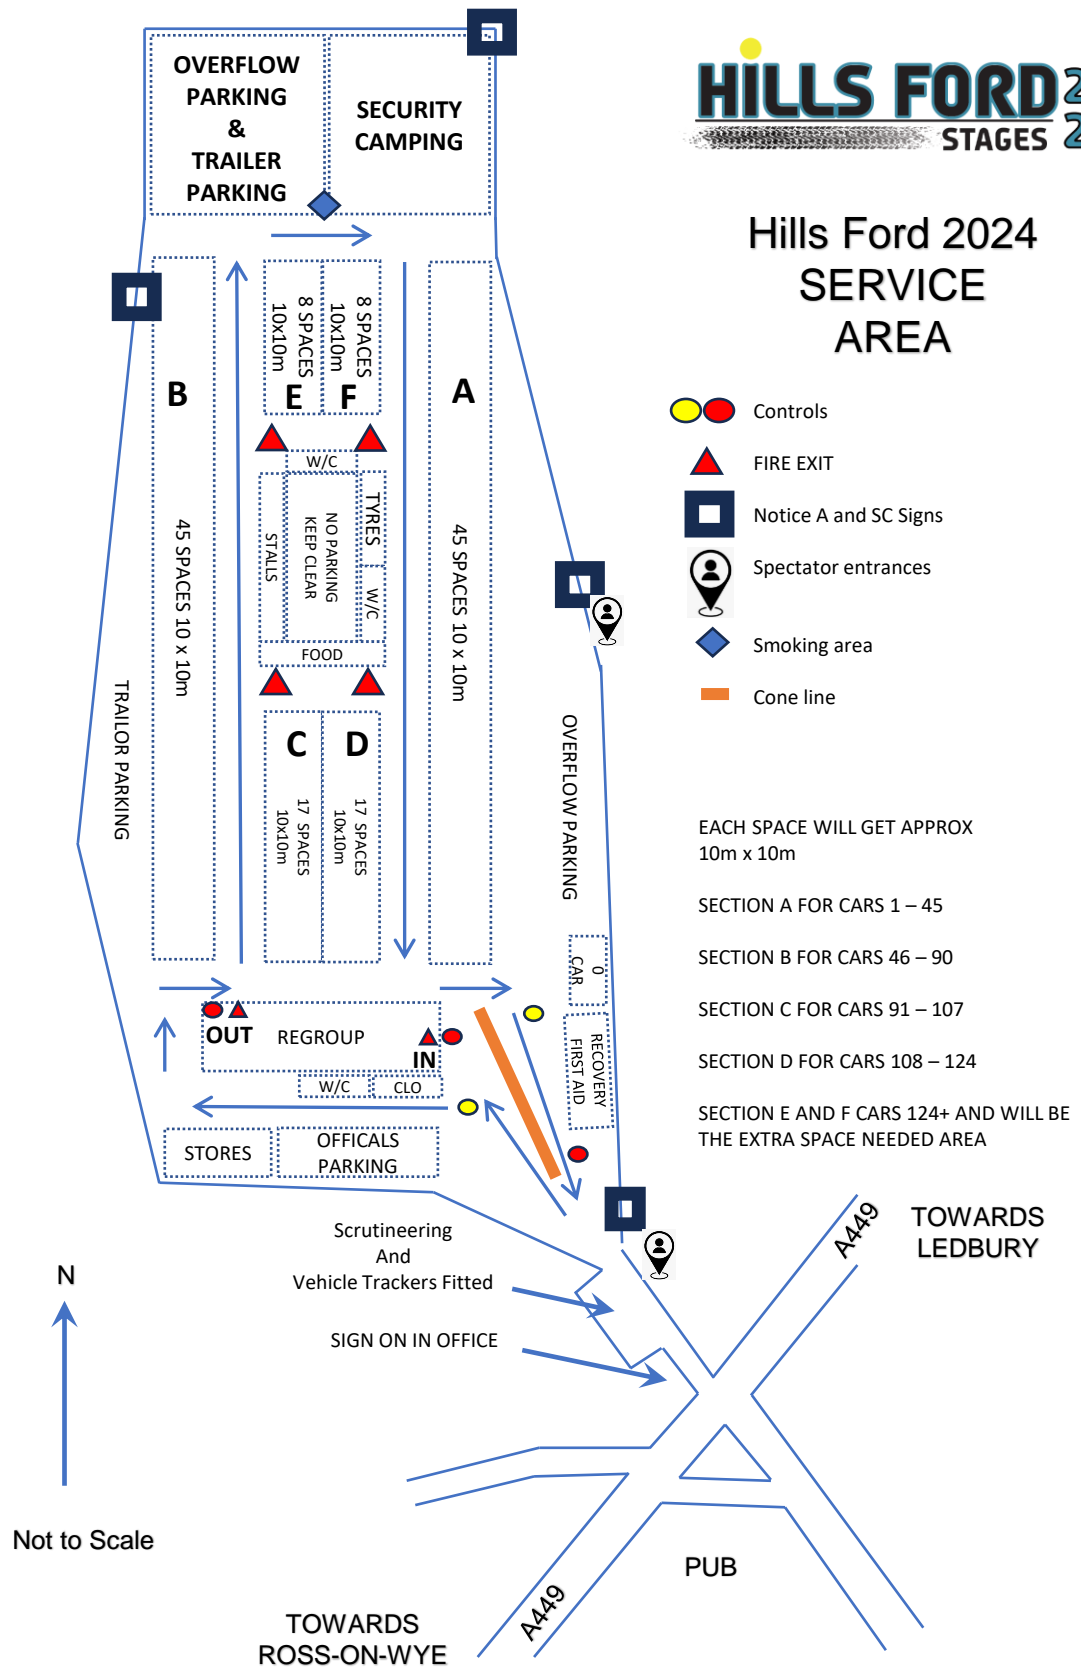 OVERFLOW
PARKING
&
TRAILER
PARKING
SECURITY
CAMPING
HILLS FORD
STAGES
2
2
Hills Ford 2024
SERVICE
AREA
Controls
FIRE EXIT
Notice A and SC Signs
Spectator entrances
Smoking area
Cone line
B
45 SPACES 10 x 10m
8 SPACES
10x10m
E
8 SPACES
10x10m
F
A
45 SPACES 10 x 10m
W/C
STALLS
NO PARKING
KEEP CLEAR
TYRES
W/C
FOOD
TRAILOR PARKING
C
17 SPACES
10x10m
D
17 SPACES
10x10m
OVERFLOW PARKING
0
CAR
RECOVERY
FIRST AID
OUT
REGROUP
IN
W/C
CLO
STORES
OFFICALS
PARKING
EACH SPACE WILL GET APPROX
10m x 10m
SECTION A FOR CARS 1 – 45
SECTION B FOR CARS 46 – 90
SECTION C FOR CARS 91 – 107
SECTION D FOR CARS 108 – 124
SECTION E AND F CARS 124+ AND WILL BE
THE EXTRA SPACE NEEDED AREA
Scrutineering
And
Vehicle Trackers Fitted
SIGN ON IN OFFICE
N
Not to Scale
A449
TOWARDS
LEDBURY
PUB
A449
TOWARDS
ROSS-ON-WYE